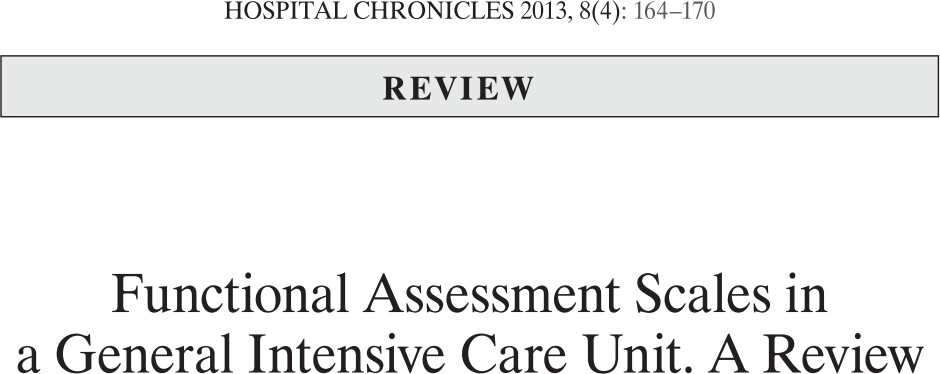 HOSPITAL CHRONICLES 2013, 8(4): 164–170
REVIEW
Functional Assessment Scales in
a General Intensive Care Unit. A Review